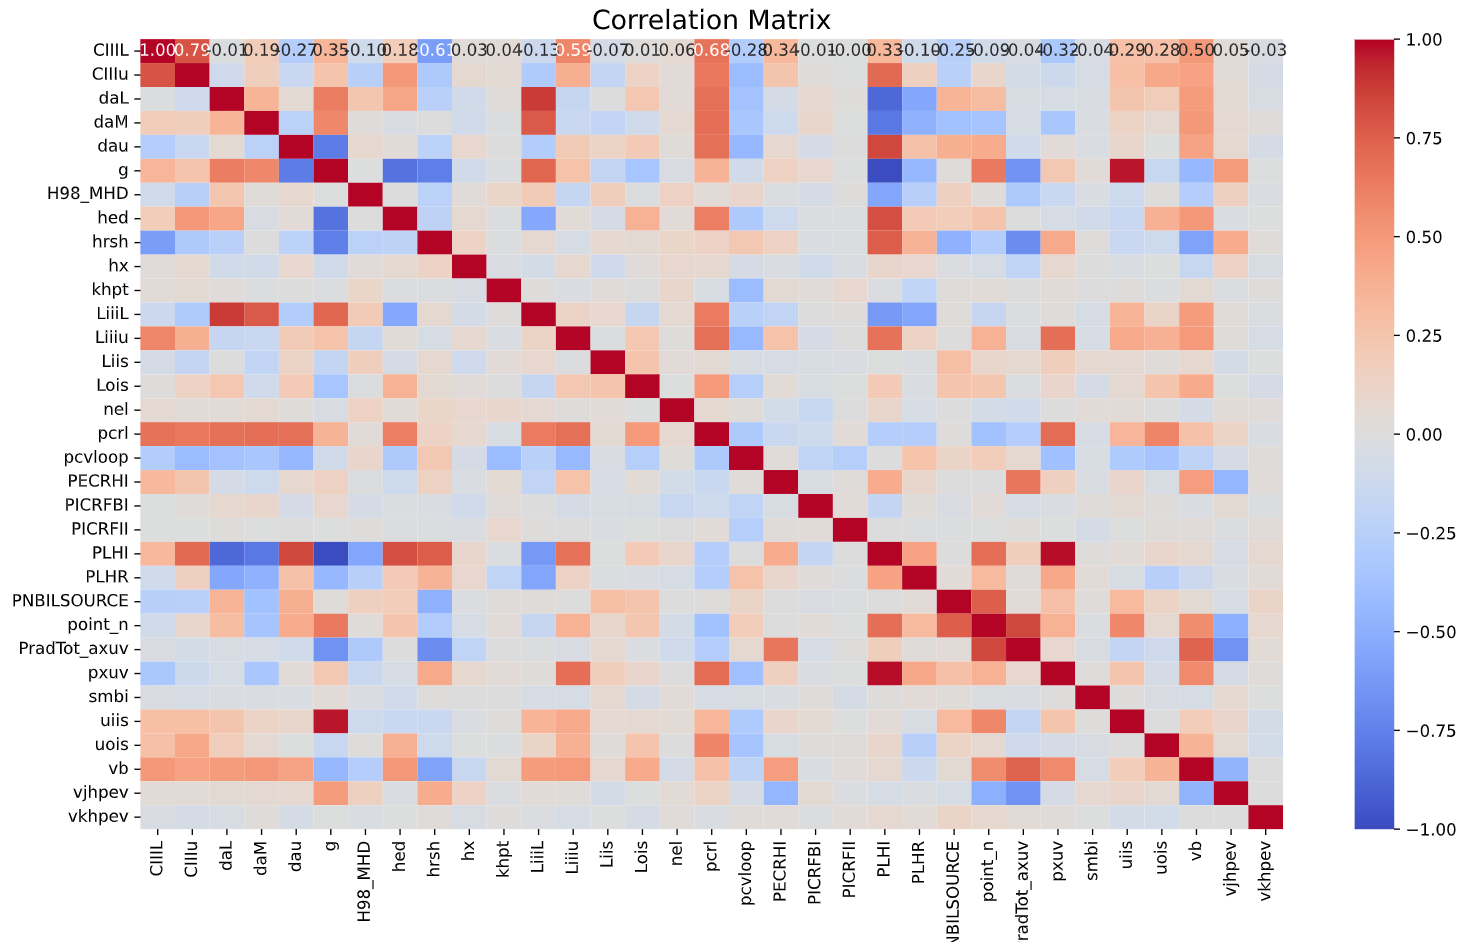 Correlation Matrix
CIIIL 1.00 0.79 -0.01 0.19 -0.27 0.35 -0.10 0.18 -0.61 0.03 0.04 -0.13 0.59 -0.07 0.01 0.06 0.68 -0.28 0.34 -0.01 -0.00 0.33 -0.10 -0.25 -0.09 -0.04 -0.32 -0.04 0.29 0.28 0.50 0.05 -0.03
CIIIu
daL
daM
dau
g
H98_MHD
hed
hrsh
hx
khpt
LiiiL
Liiiu
Liis
Lois
nel
pcrl
pcvloop
PECRHI
PICRFBI
PICRFII
PLHI
PLHR
PNBILSOURCE
point_n
PradTot_axuv
pxuv
smbi
uiis
uois
vb
vjhpev
vkhpev
CIIIL CIIIu daL daM dau g H98_MHD hed hrsh hx khpt LiiiL Liiiu Liis Lois nel pcrl pcvloop PECRHI PICRFBI PICRFII PLHI PLHR NBILSOURCE point_n radTot_axuv pxuv smbi uiis uois vb vjhpev vkhpev
1.00
0.75
0.50
0.25
0.00
−0.25
−0.50
−0.75
−1.00